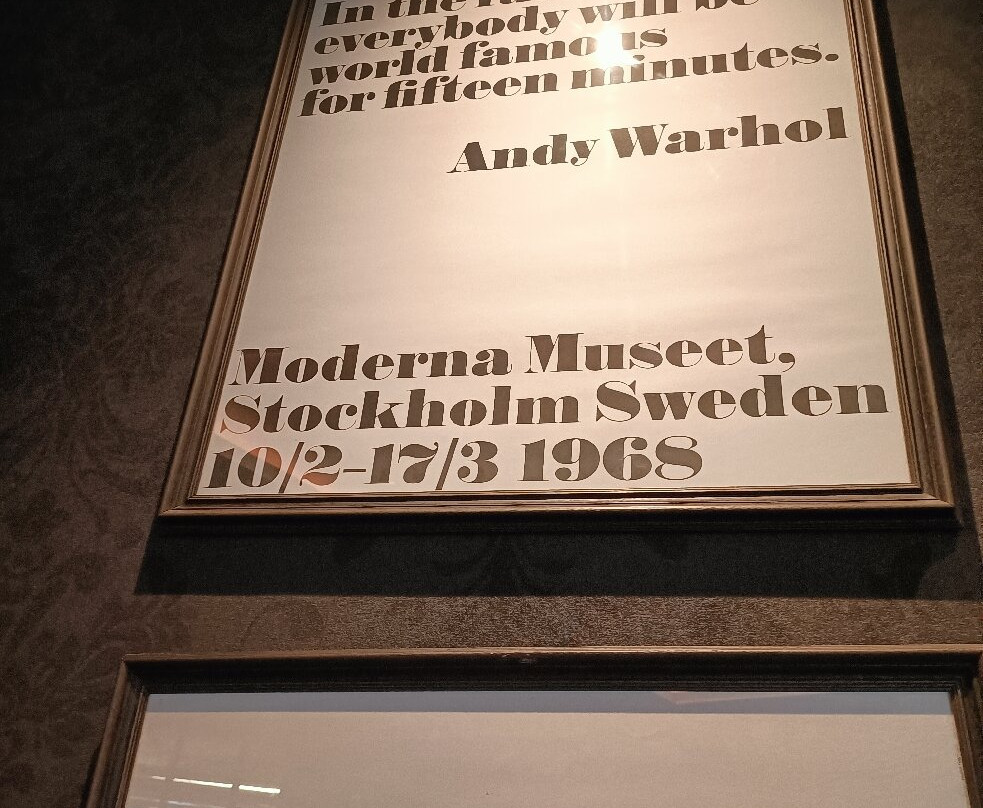 In the
everybody will be
world famous
for fifteen minutes.
Andy Warhol
Moderna Museet,
Stockholm Sweden
10/2-17/3 1968